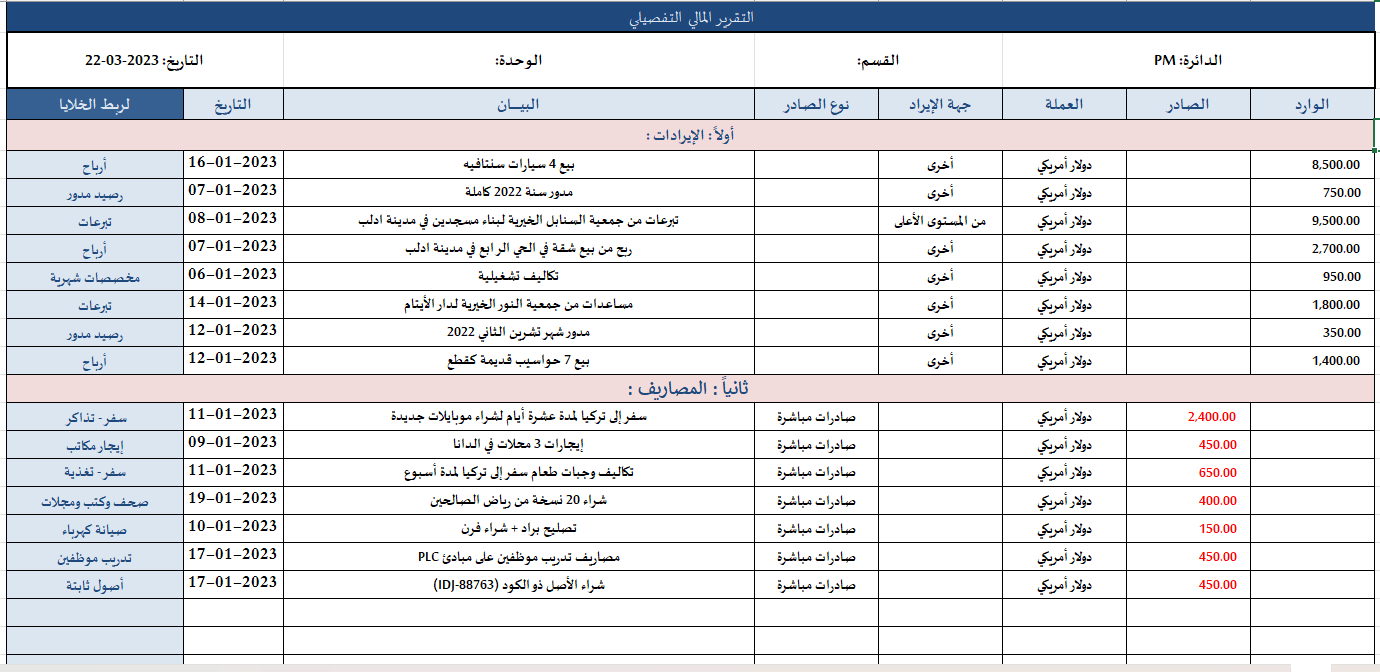 التقرير المالي التفصيلي
الدائرة: PM القسم: الوحدة: التاريخ: 22-03-2023
الوارد الصادر العملة جهة الإيراد نوع الصادر البيـــان التاريخ لربط الخلايا
أولاً: الإيرادات :
8,500.00 دولار أمريكي أخرى بيع 4 سيارات سنتافيه 16-01-2023 أرباح
750.00 دولار أمريكي أخرى مدور سنة 2022 كاملة 07-01-2023 رصيد مدور
9,500.00 دولار أمريكي من المستوى الأعلى تبرعات من جمعية السنابل الخيرية لبناء مسجدين في مدينة ادلب 08-01-2023 تبرعات
2,700.00 دولار أمريكي أخرى ربح من بيع شقة في الحي الرابع في مدينة ادلب 07-01-2023 أرباح
950.00 دولار أمريكي أخرى تكاليف تشغيلية 06-01-2023 مخصصات شهرية
1,800.00 دولار أمريكي أخرى مساعدات من جمعية النور الخيرية لدار الأيتام 14-01-2023 تبرعات
350.00 دولار أمريكي أخرى مدور شهر تشرين الثاني 2022 12-01-2023 رصيد مدور
1,400.00 دولار أمريكي أخرى بيع 7 حواسيب قديمة كقطع 12-01-2023 أرباح
ثانياً : المصاريف :
2,400.00 دولار أمريكي صادرات مباشرة سفر إلى تركيا لمدة عشرة أيام لشراء موبايلات جديدة 11-01-2023 سفر - تذاكر
450.00 دولار أمريكي صادرات مباشرة إيجارات 3 محلات في الدانا 09-01-2023 إيجار مكاتب
650.00 دولار أمريكي صادرات مباشرة تكاليف وجبات طعام سفر إلى تركيا لمدة أسبوع 11-01-2023 سفر - تغذية
400.00 دولار أمريكي صادرات مباشرة شراء 20 نسخة من رياض الصالحين 19-01-2023 صحف وكتب ومجلات
150.00 دولار أمريكي صادرات مباشرة تصليح براد + شراء فرن 10-01-2023 صيانة كهرباء
450.00 دولار أمريكي صادرات مباشرة مصاريف تدريب موظفين على مبادئ PLC 17-01-2023 تدريب موظفين
450.00 دولار أمريكي صادرات مباشرة شراء الأصل ذو الكود (IDJ-88763) 17-01-2023 أصول ثابتة